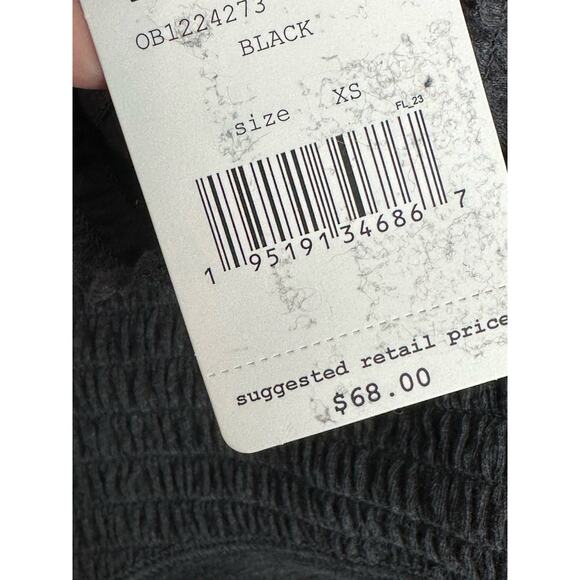 OB1224273
BLACK
size XS
FL_23
1 95191 34686 7
suggested retail price
$68.00